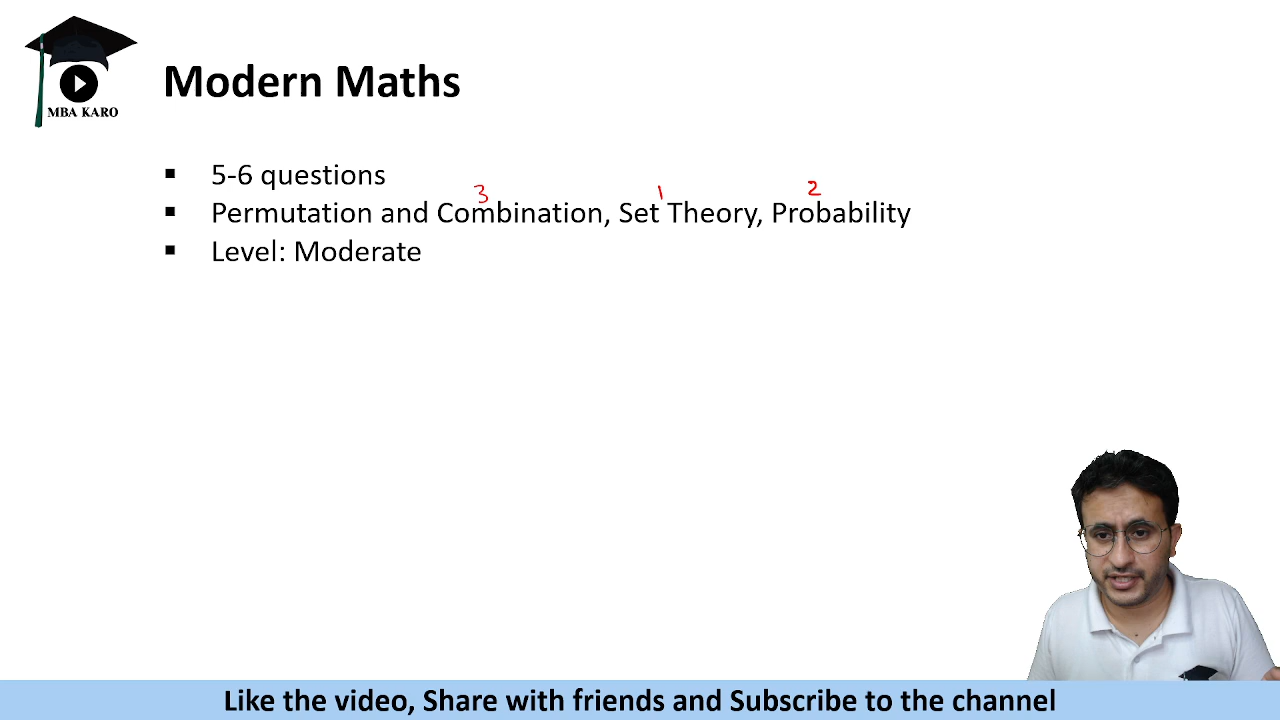 MBA KARO
Modern Maths
▪ 5-6 questions
3 1 2
▪ Permutation and Combination, Set Theory, Probability
▪ Level: Moderate
Like the video, Share with friends and Subscribe to the channel